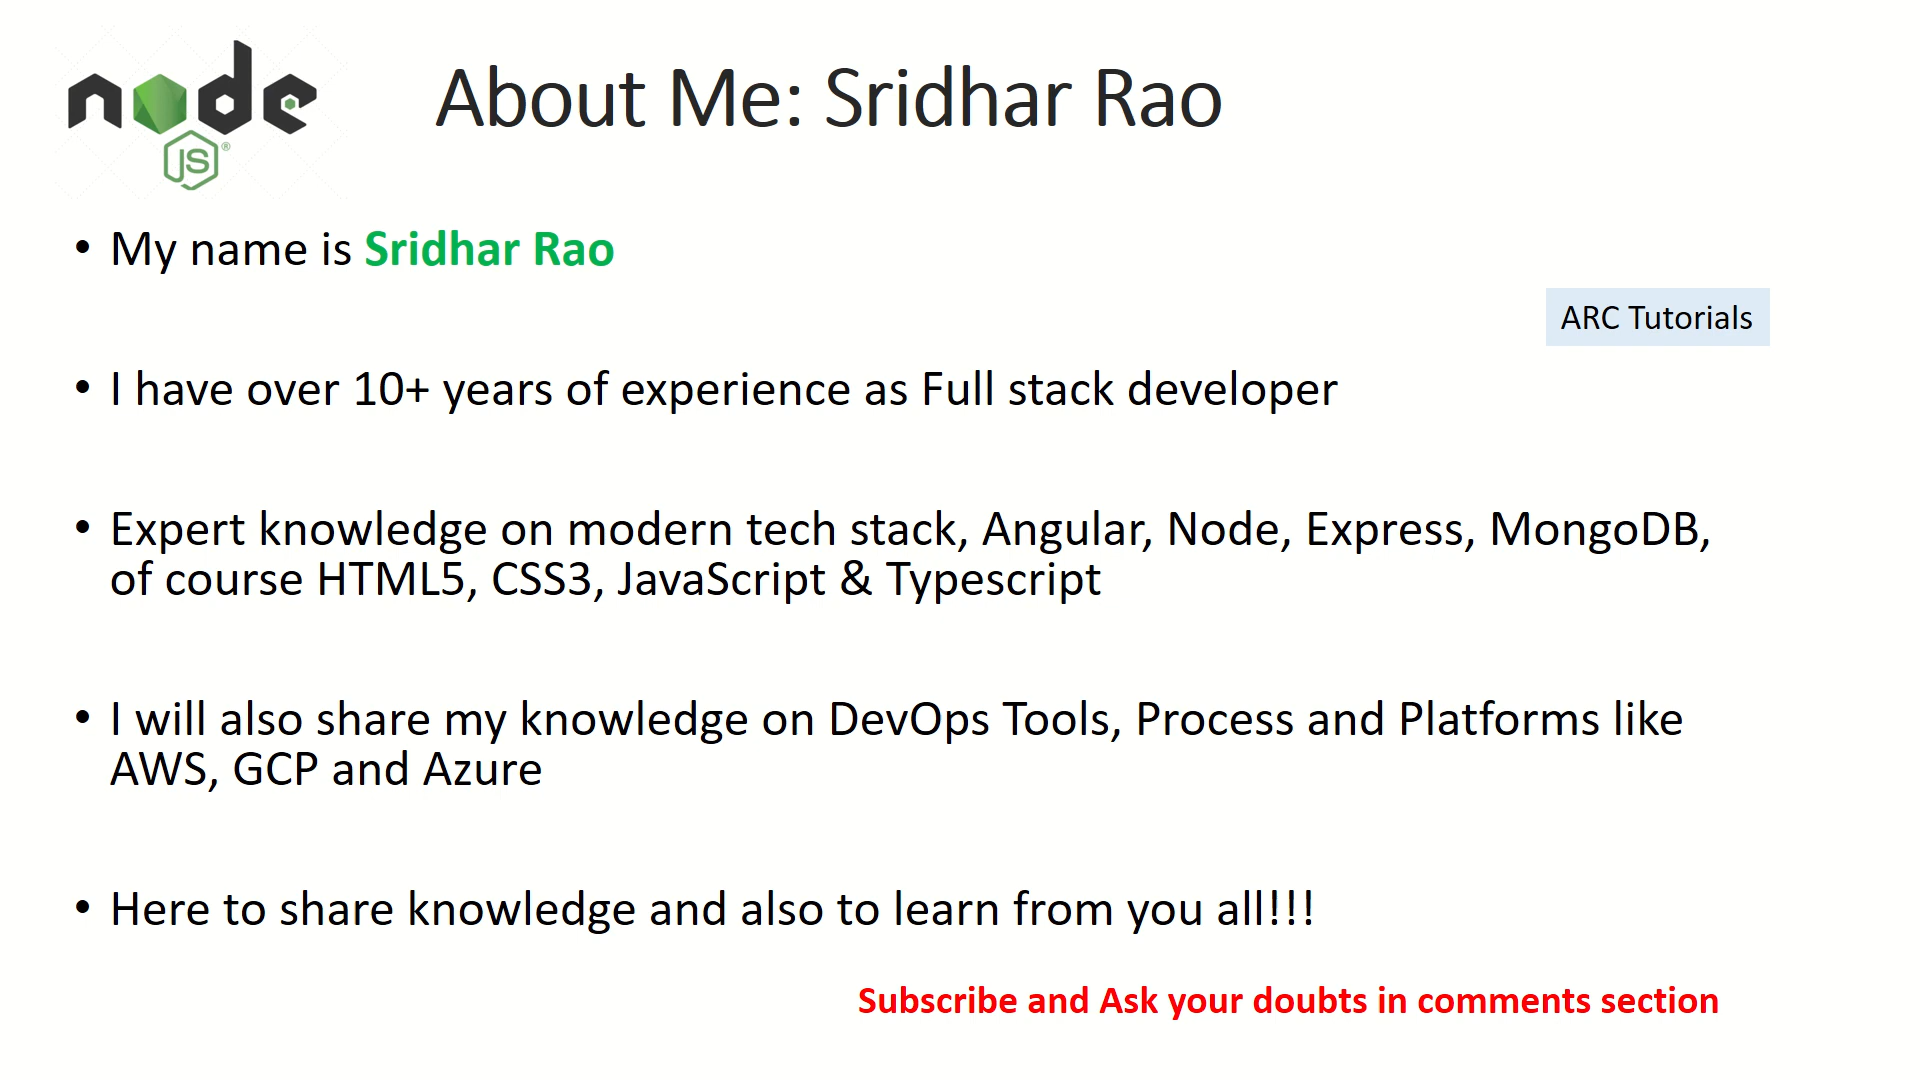 node
JS®
About Me: Sridhar Rao
• My name is Sridhar Rao
ARC Tutorials
• I have over 10+ years of experience as Full stack developer
• Expert knowledge on modern tech stack, Angular, Node, Express, MongoDB,
of course HTML5, CSS3, JavaScript & Typescript
• I will also share my knowledge on DevOps Tools, Process and Platforms like
AWS, GCP and Azure
• Here to share knowledge and also to learn from you all!!!
Subscribe and Ask your doubts in comments section